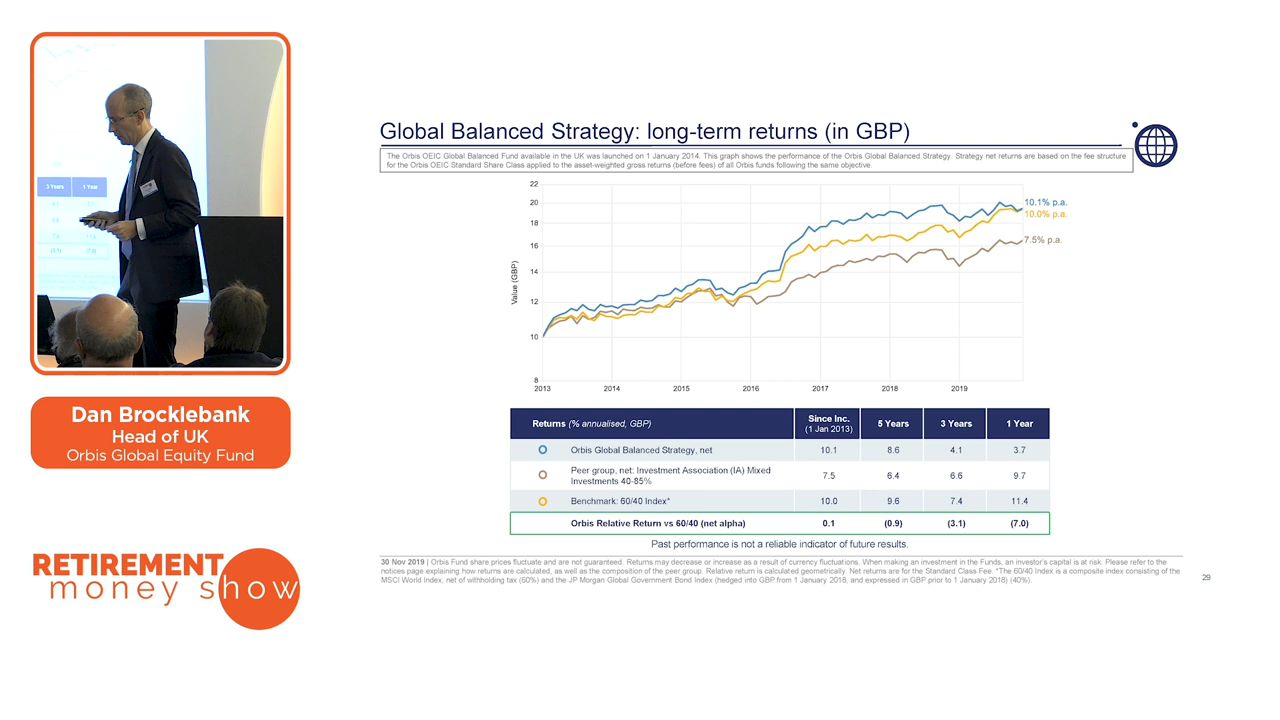 Global Balanced Strategy: long-term returns (in GBP)
The Orbis OEIC Global Balanced Fund available in the UK was launched on 1 January 2014. This graph shows the performance of the Orbis Global Balanced Strategy. Strategy net returns are based on the fee structure
for the Orbis OEIC Standard Share Class applied to the asset-weighted gross returns (before fees) of all Orbis funds following the same objective.
22
20
18
16
14
12
10
8
Value (GBP)
10.1% p.a.
10.0% p.a.
7.5% p.a.
2013 2014 2015 2016 2017 2018 2019
Returns (% annualised, GBP) Since Inc. (1 Jan 2013) 5 Years 3 Years 1 Year
Orbis Global Balanced Strategy, net 10.1 8.6 4.1 3.7
Peer group, net: Investment Association (IA) Mixed
Investments 40-85% 7.5 6.4 6.6 9.7
Benchmark: 60/40 Index* 10.0 9.6 7.4 11.4
Orbis Relative Return vs 60/40 (net alpha) 0.1 (0.9) (3.1) (7.0)
Past performance is not a reliable indicator of future results.
30 Nov 2019 | Orbis Fund share prices fluctuate and are not guaranteed. Returns may decrease or increase as a result of currency fluctuations. When making an investment in the Funds, an investor's capital is at risk. Please refer to the
notices page explaining how returns are calculated, as well as the composition of the peer group. Relative return is calculated geometrically. Net returns are for the Standard Class Fee. *The 60/40 Index is a composite index consisting of the
MSCI World Index, net of withholding tax (60%) and the JP Morgan Global Government Bond Index (hedged into GBP from 1 January 2018, and expressed in GBP prior to 1 January 2018) (40%).
29
3 Years 1 Year
Dan Brocklebank
Head of UK
Orbis Global Equity Fund
RETIREMENT
money show